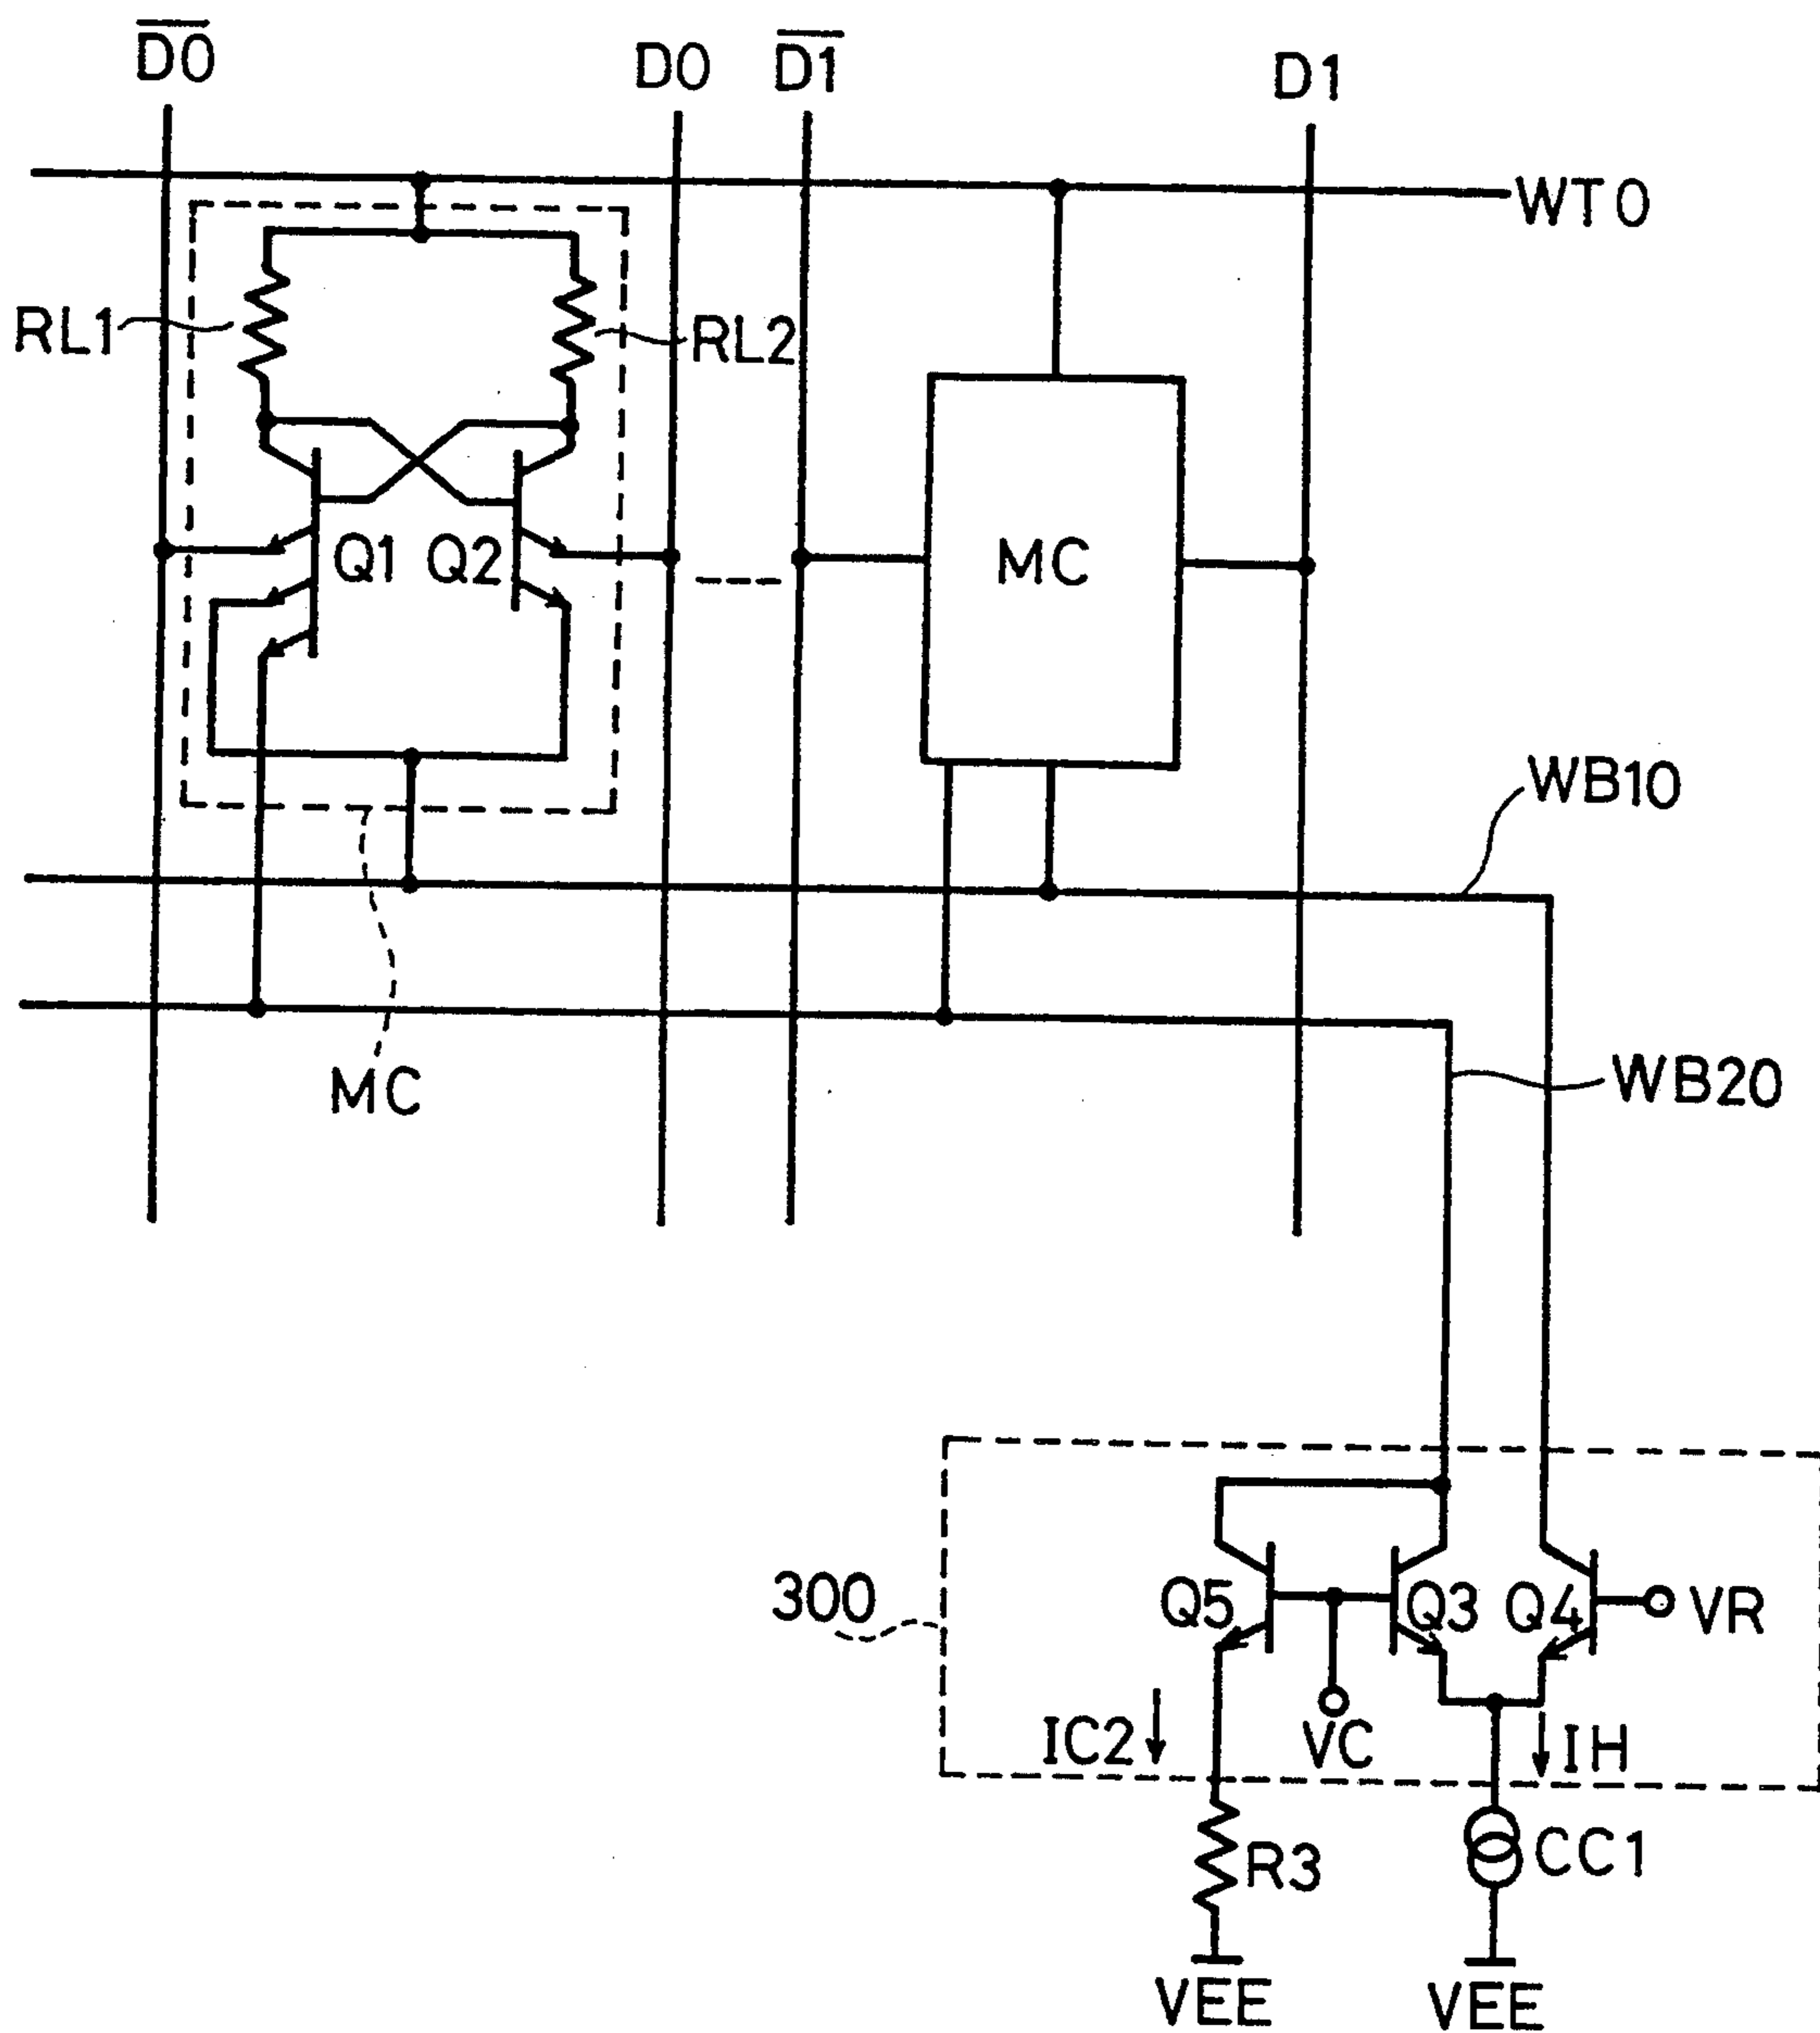 D0
D0
D1
D1
WT0
RL1
RL2
Q1
Q2
MC
WB10
WB20
MC
300
Q5
Q3
Q4
VR
IC2
VC
IH
R3
CC1
VEE
VEE